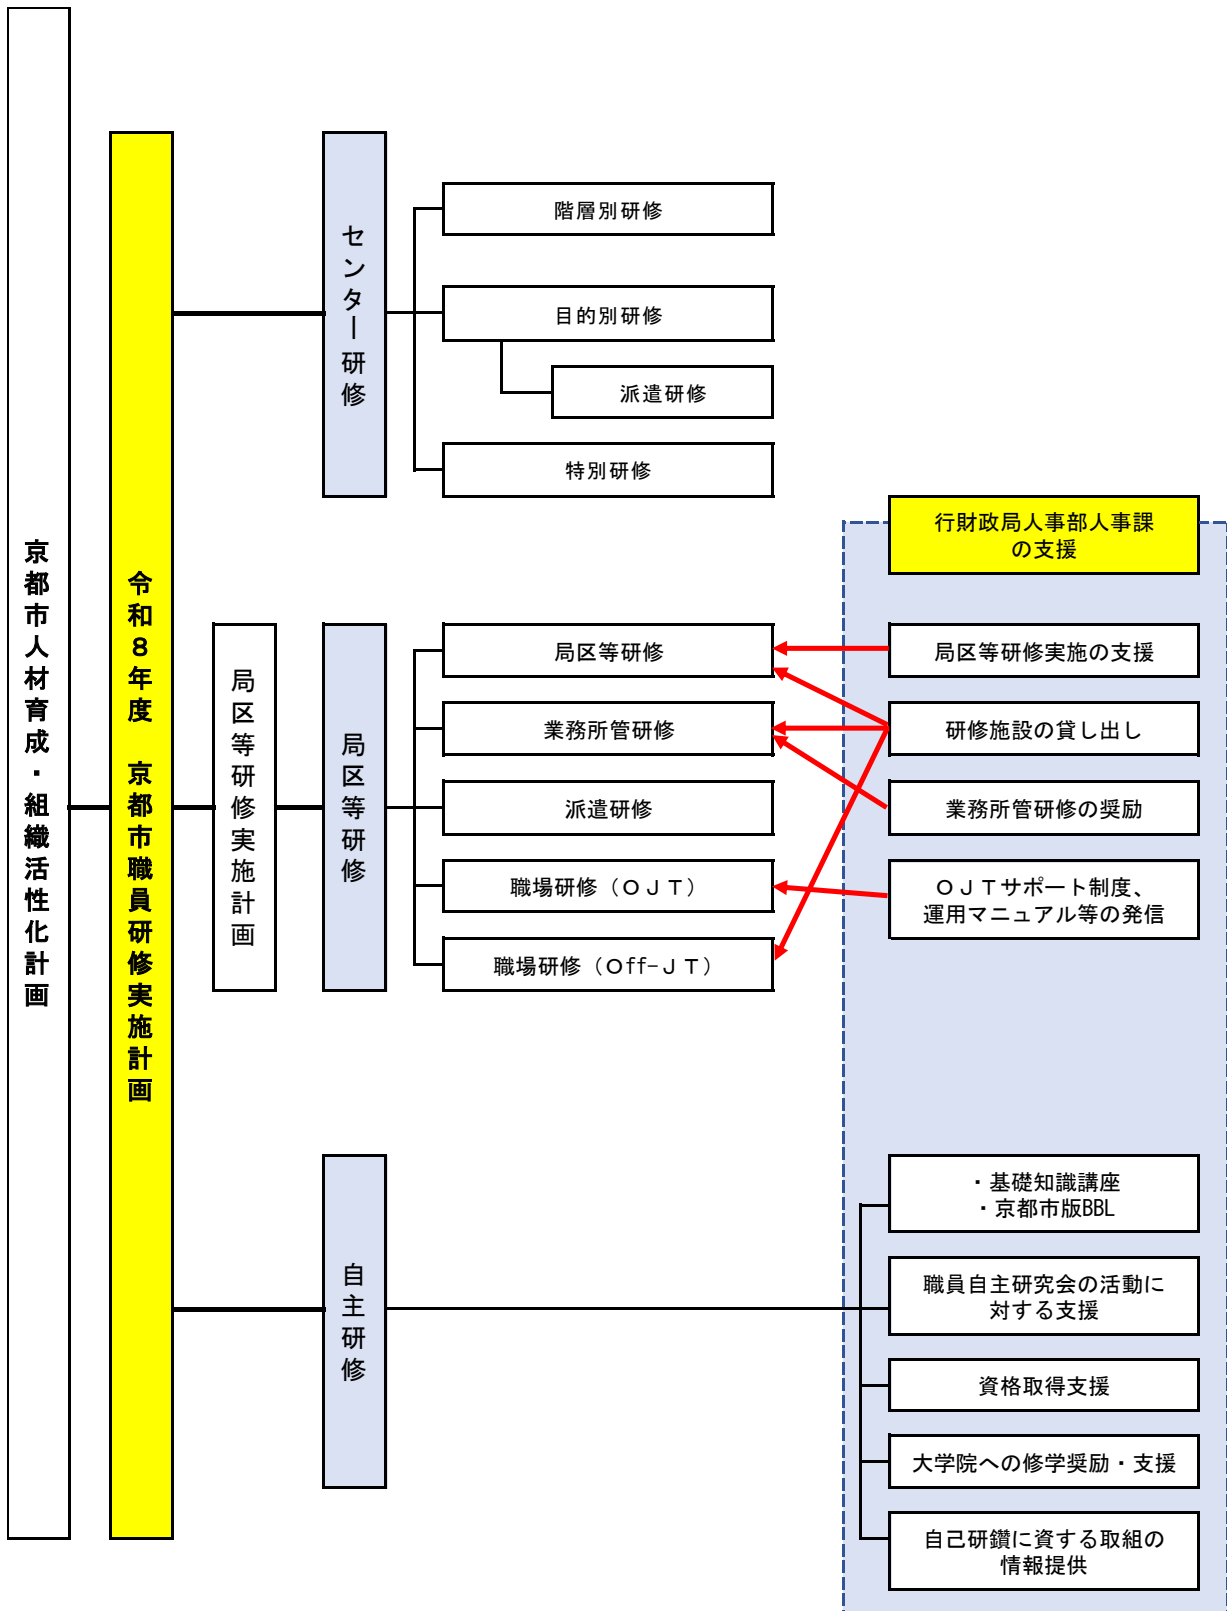 京都市人材育成・組織活性化計画
令和８年度　京都市職員研修実施計画
センター研修
階層別研修
目的別研修
派遣研修
特別研修
行財政局人事部人事課
の支援
局区等研修実施計画
局区等研修
局区等研修
業務所管研修
派遣研修
職場研修（ＯＪＴ）
職場研修（Ｏff-ＪＴ）
局区等研修実施の支援
研修施設の貸し出し
業務所管研修の奨励
ＯＪＴサポート制度、
運用マニュアル等の発信
自主研修
・基礎知識講座
・京都市版BBL
職員自主研究会の活動に
対する支援
資格取得支援
大学院への修学奨励・支援
自己研鑽に資する取組の
情報提供